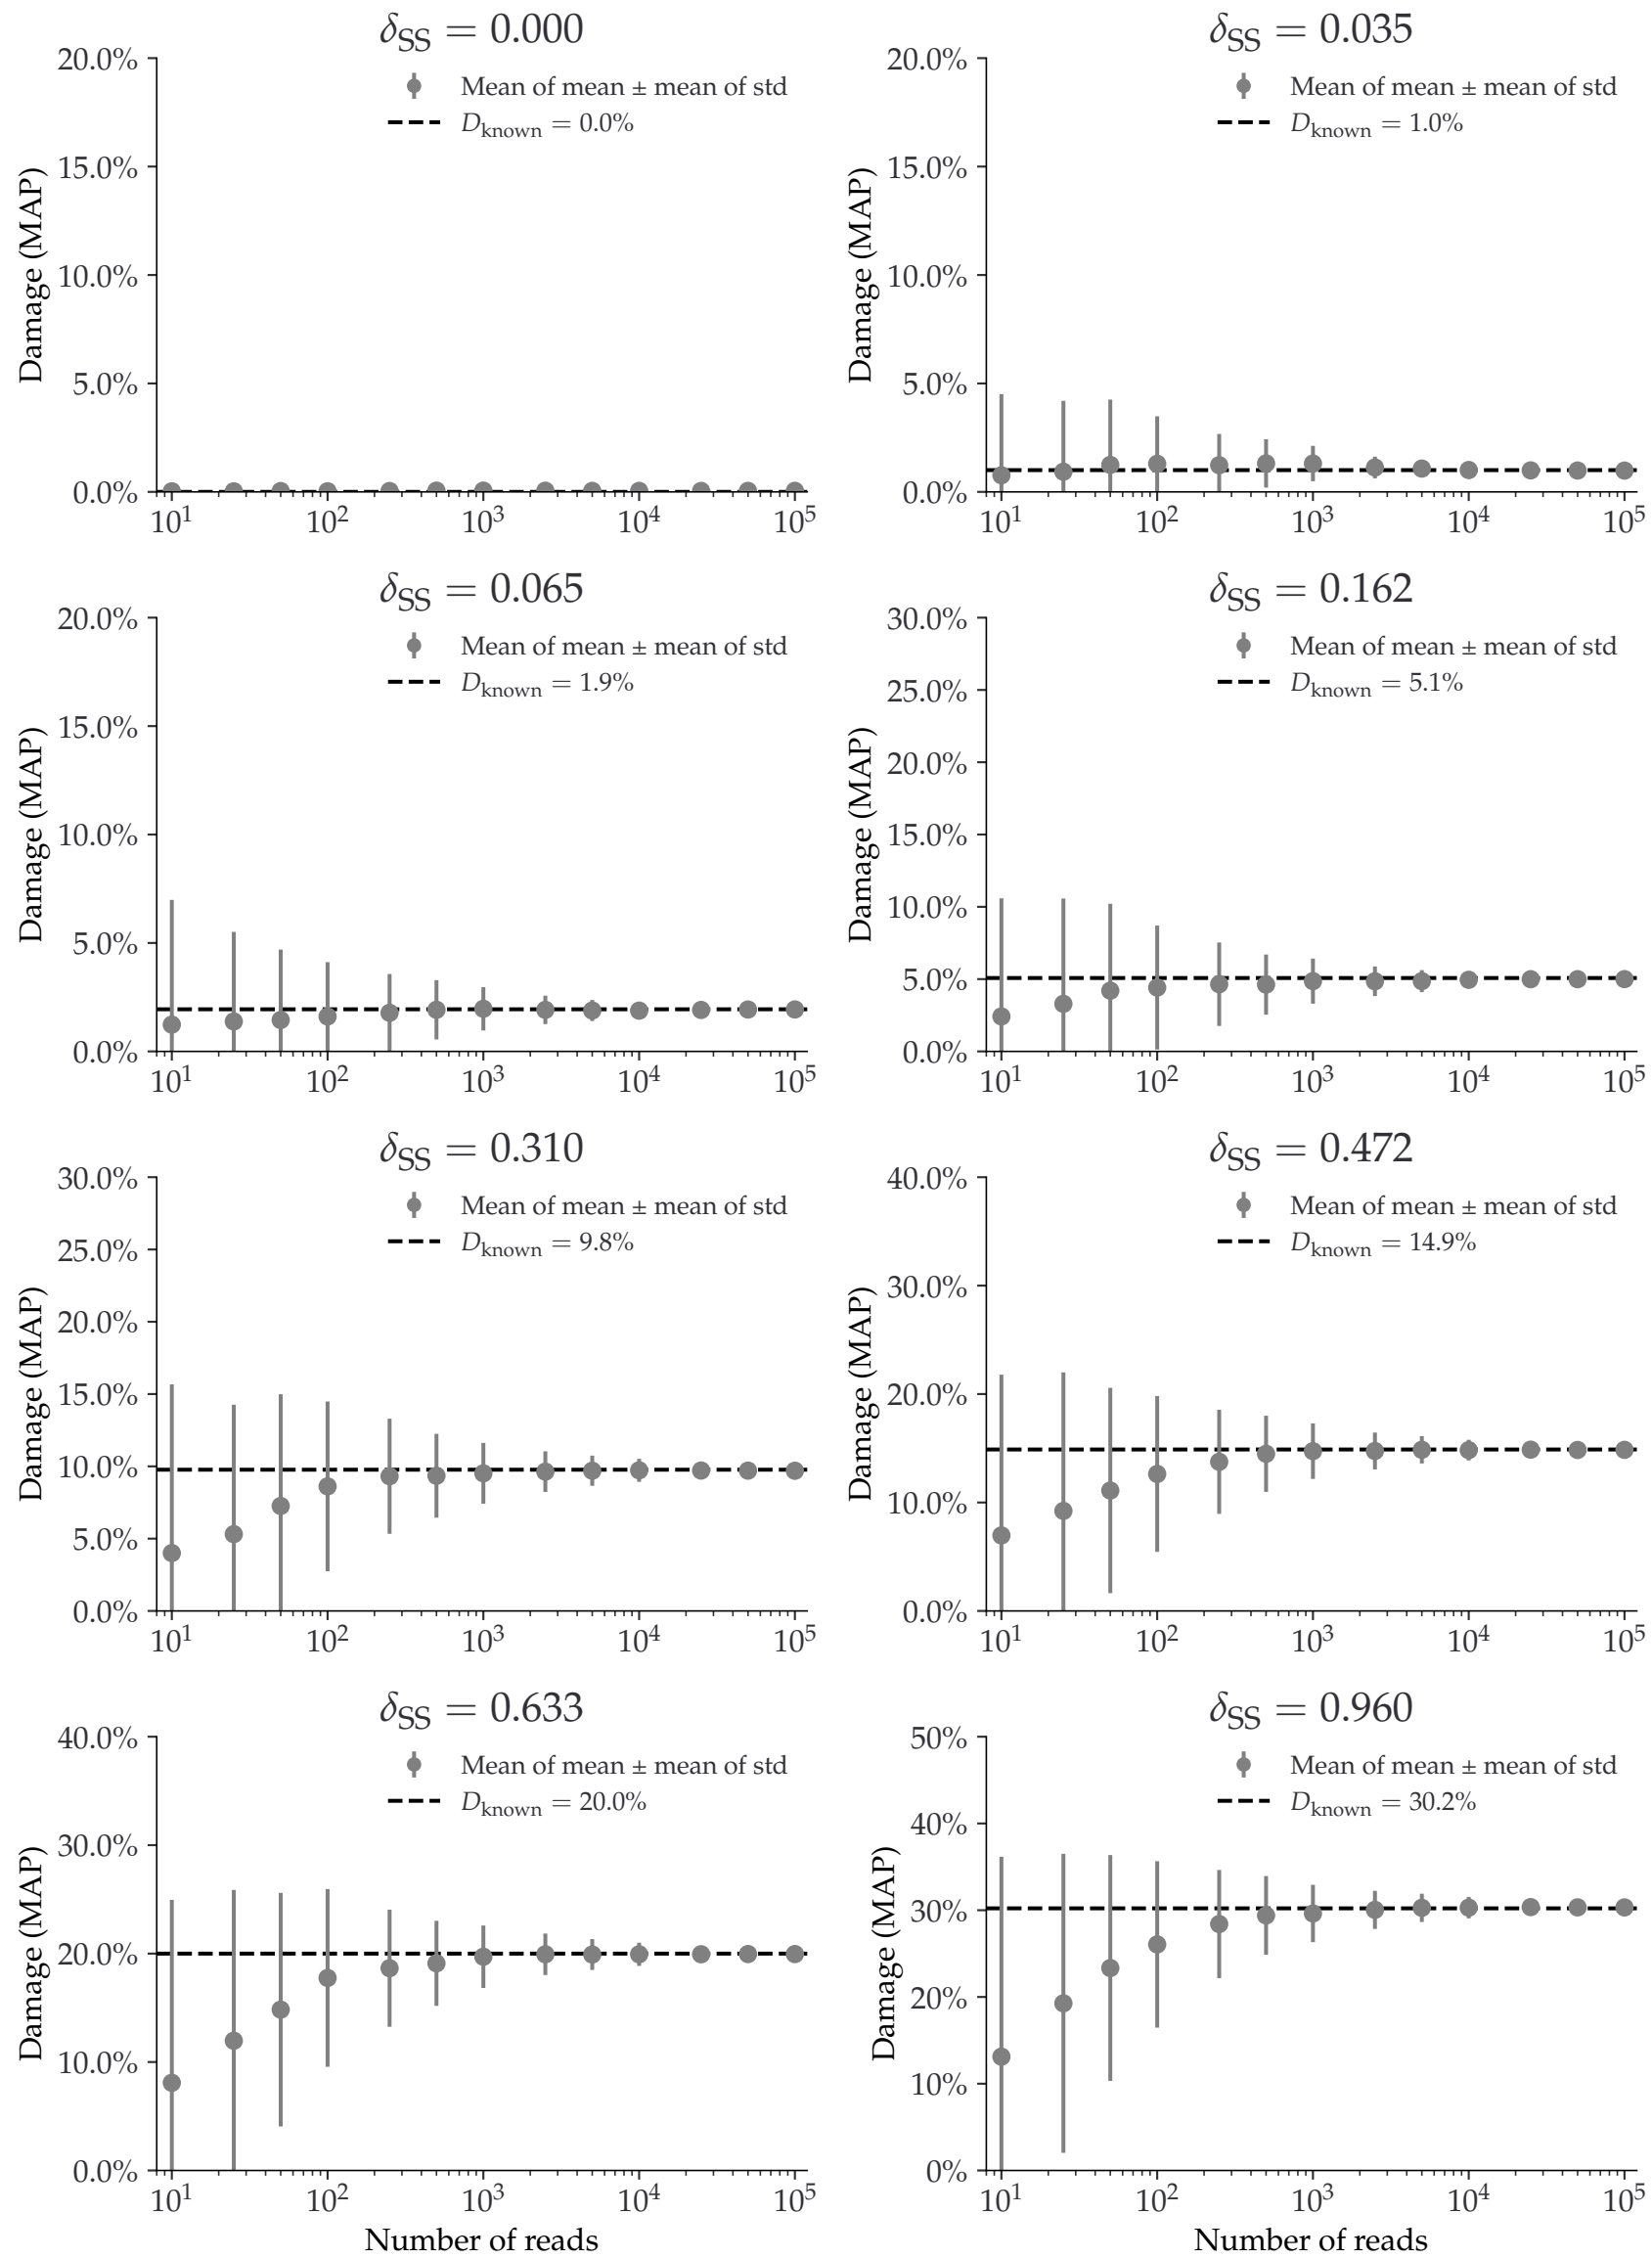 δSS = 0.000
20.0%
15.0%
10.0%
5.0%
0.0%
Damage (MAP)
Mean of mean ± mean of std
Dknown = 0.0%
10¹ 10² 10³ 10⁴ 10⁵
δSS = 0.035
20.0%
15.0%
10.0%
5.0%
0.0%
Damage (MAP)
Mean of mean ± mean of std
Dknown = 1.0%
10¹ 10² 10³ 10⁴ 10⁵
δSS = 0.065
20.0%
15.0%
10.0%
5.0%
0.0%
Damage (MAP)
Mean of mean ± mean of std
Dknown = 1.9%
10¹ 10² 10³ 10⁴ 10⁵
δSS = 0.162
30.0%
25.0%
20.0%
15.0%
10.0%
5.0%
0.0%
Damage (MAP)
Mean of mean ± mean of std
Dknown = 5.1%
10¹ 10² 10³ 10⁴ 10⁵
δSS = 0.310
30.0%
25.0%
20.0%
15.0%
10.0%
5.0%
0.0%
Damage (MAP)
Mean of mean ± mean of std
Dknown = 9.8%
10¹ 10² 10³ 10⁴ 10⁵
δSS = 0.472
40.0%
30.0%
20.0%
10.0%
0.0%
Damage (MAP)
Mean of mean ± mean of std
Dknown = 14.9%
10¹ 10² 10³ 10⁴ 10⁵
δSS = 0.633
40.0%
30.0%
20.0%
10.0%
0.0%
Damage (MAP)
Mean of mean ± mean of std
Dknown = 20.0%
10¹ 10² 10³ 10⁴ 10⁵
Number of reads
δSS = 0.960
50%
40%
30%
20%
10%
0%
Damage (MAP)
Mean of mean ± mean of std
Dknown = 30.2%
10¹ 10² 10³ 10⁴ 10⁵
Number of reads